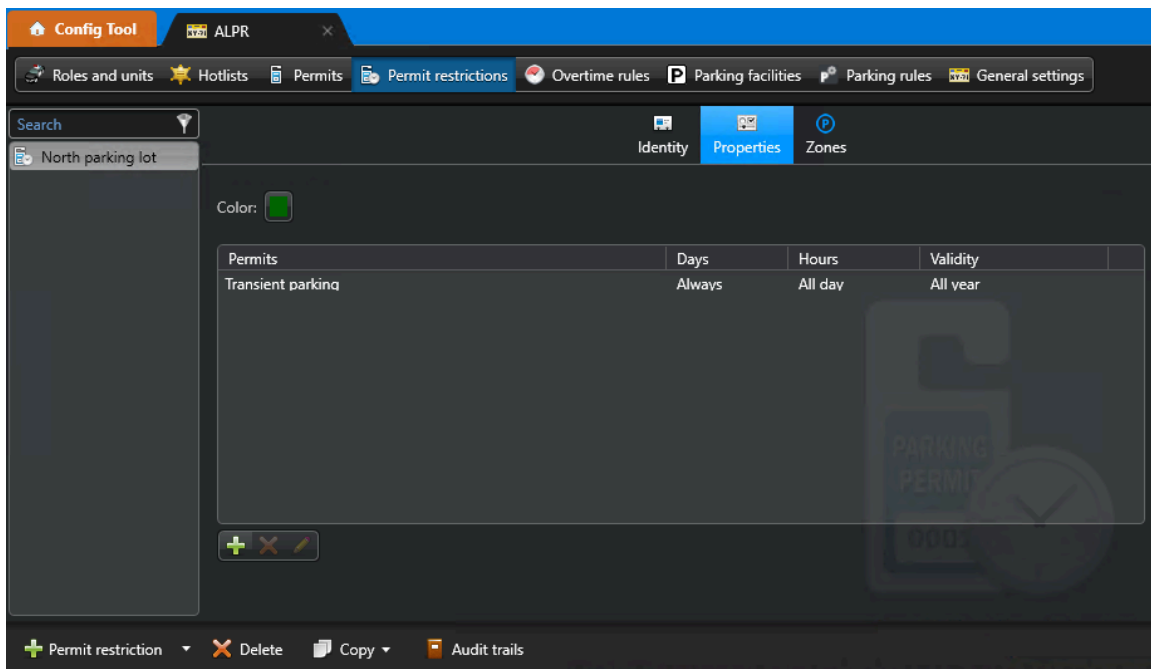 Config Tool ALPR
Roles and units Hotlists Permits Permit restrictions Overtime rules P Parking facilities P Parking rules General settings
Search
North parking lot
Identity Properties P Zones
Color:
Permits Days Hours Validity
Transient parking Always All day All year
PARKING
PERMIT
Permit restriction Delete Copy Audit trails